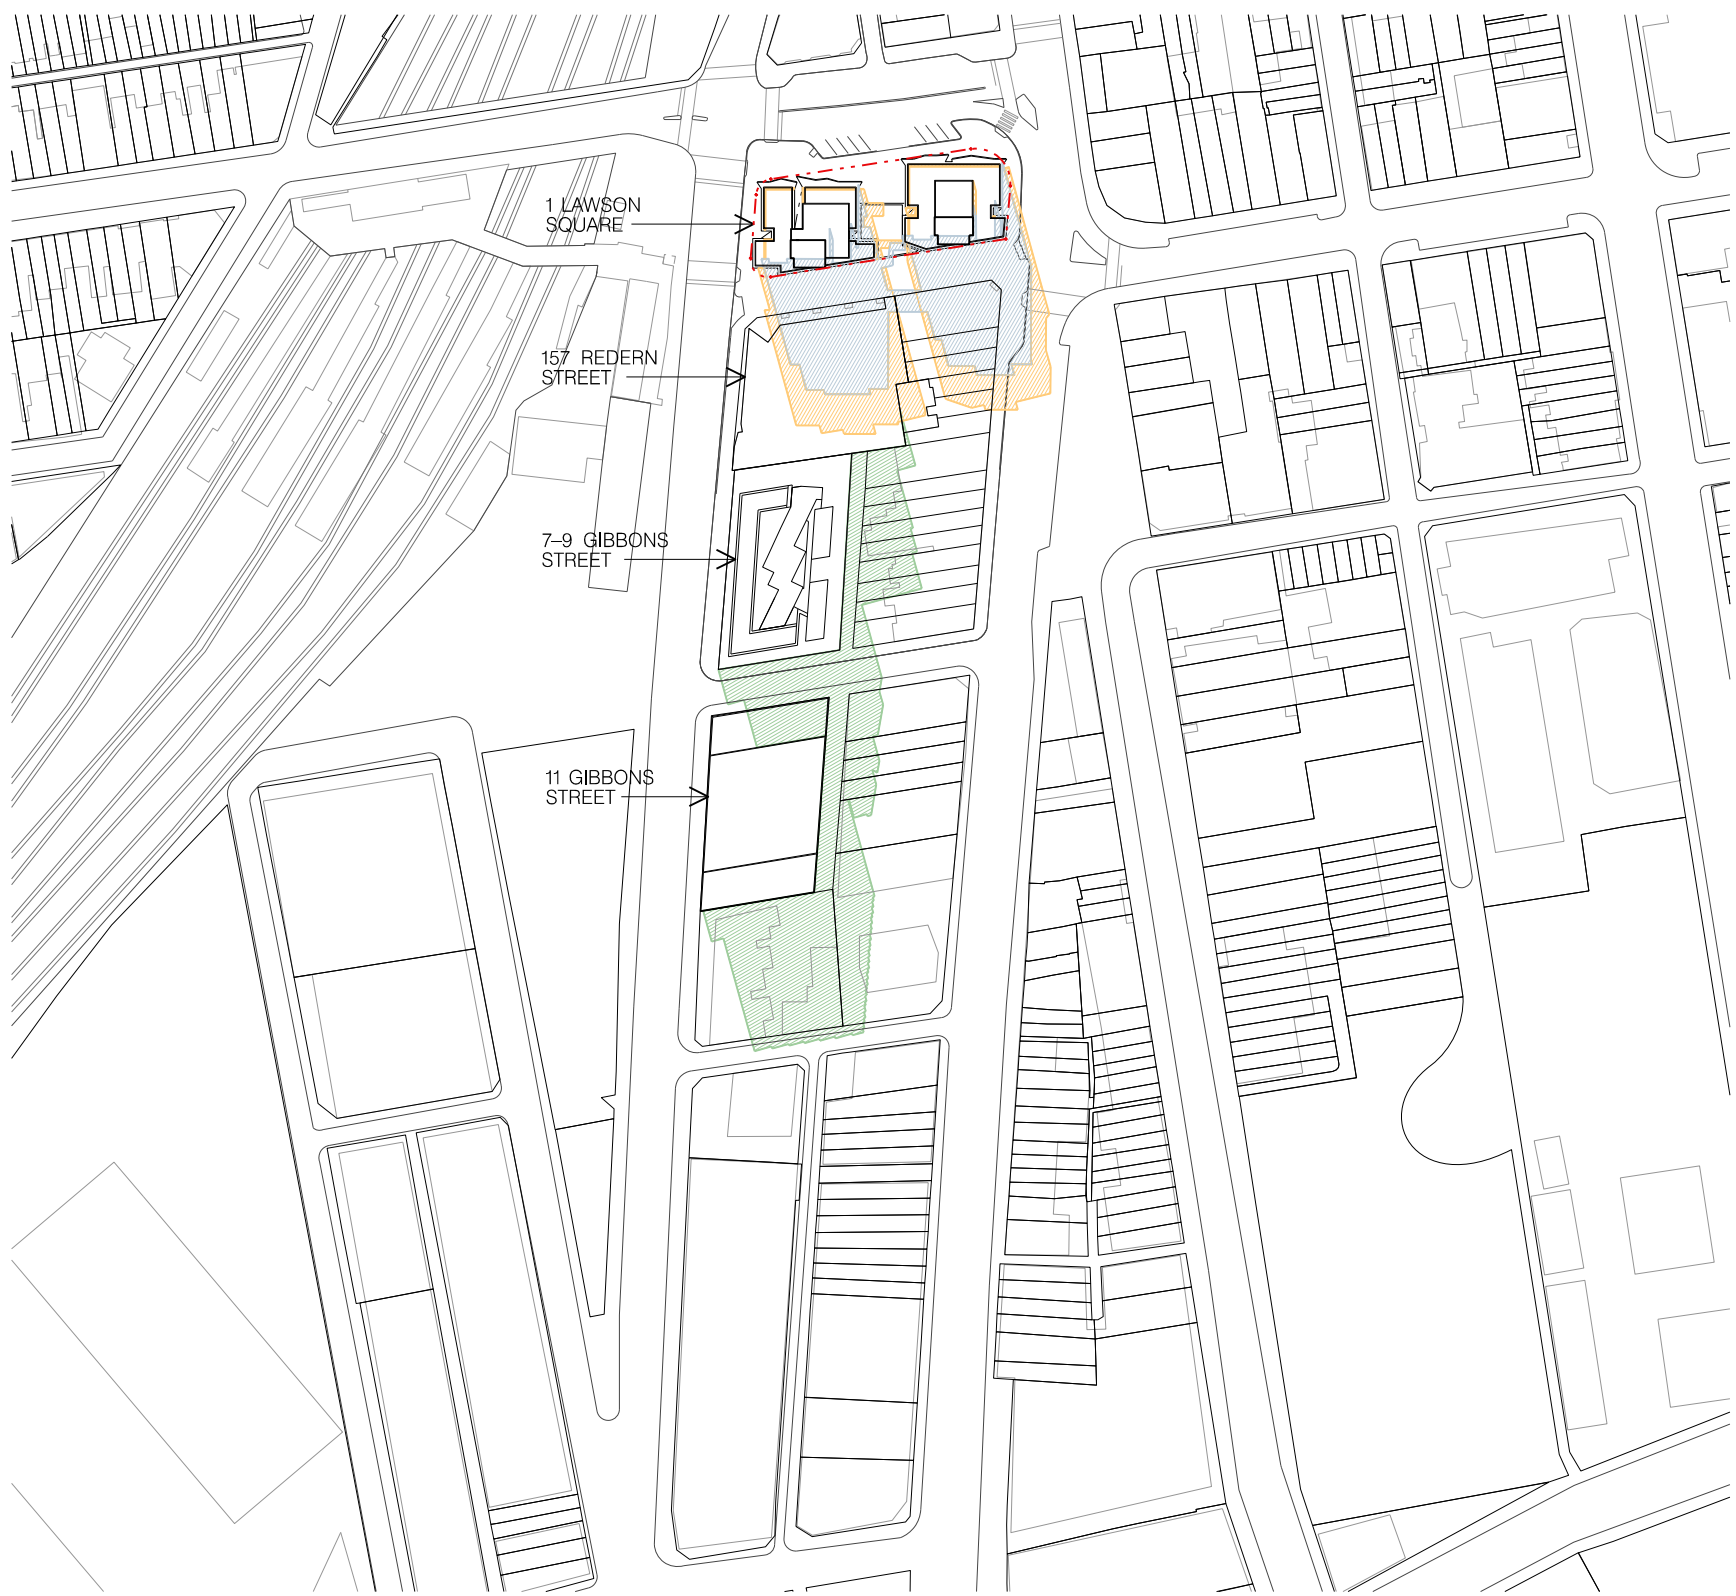 1 LAWSON
SQUARE
157 REDERN
STREET
7–9 GIBBONS
STREET
11 GIBBONS
STREET